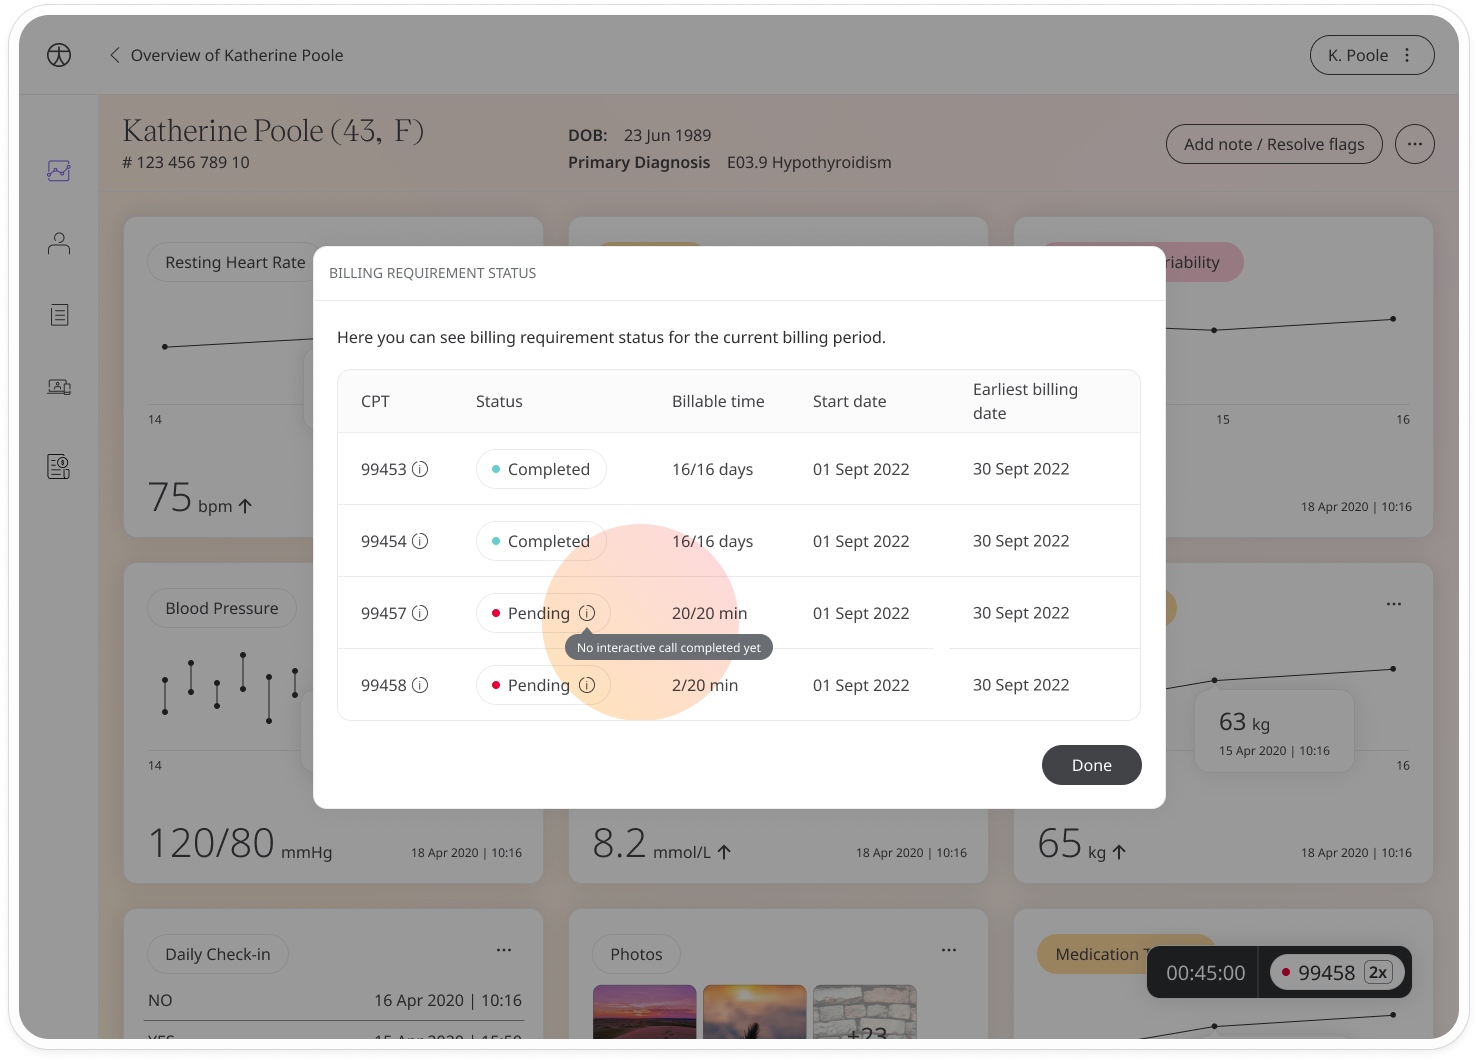 Overview of Katherine Poole
K. Poole
Katherine Poole (43, F)
# 123 456 789 10
DOB: 23 Jun 1989
Primary Diagnosis E03.9 Hypothyroidism
Add note / Resolve flags
Resting Heart Rate
riability
14
15
16
75 bpm
18 Apr 2020 | 10:16
BILLING REQUIREMENT STATUS
Here you can see billing requirement status for the current billing period.
CPT Status Billable time Start date Earliest billing
date
99453 Completed 16/16 days 01 Sept 2022 30 Sept 2022
99454 Completed 16/16 days 01 Sept 2022 30 Sept 2022
99457 Pending 20/20 min 01 Sept 2022 30 Sept 2022
No interactive call completed yet
99458 Pending 2/20 min 01 Sept 2022 30 Sept 2022
Done
Blood Pressure
14
120/80 mmHg
18 Apr 2020 | 10:16
8.2 mmol/L
18 Apr 2020 | 10:16
63 kg
15 Apr 2020 | 10:16
16
65 kg
18 Apr 2020 | 10:16
Daily Check-in
NO 16 Apr 2020 | 10:16
YES 15 Apr 2020 | 15:50
Photos
+23
Medication
00:45:00 99458 2x